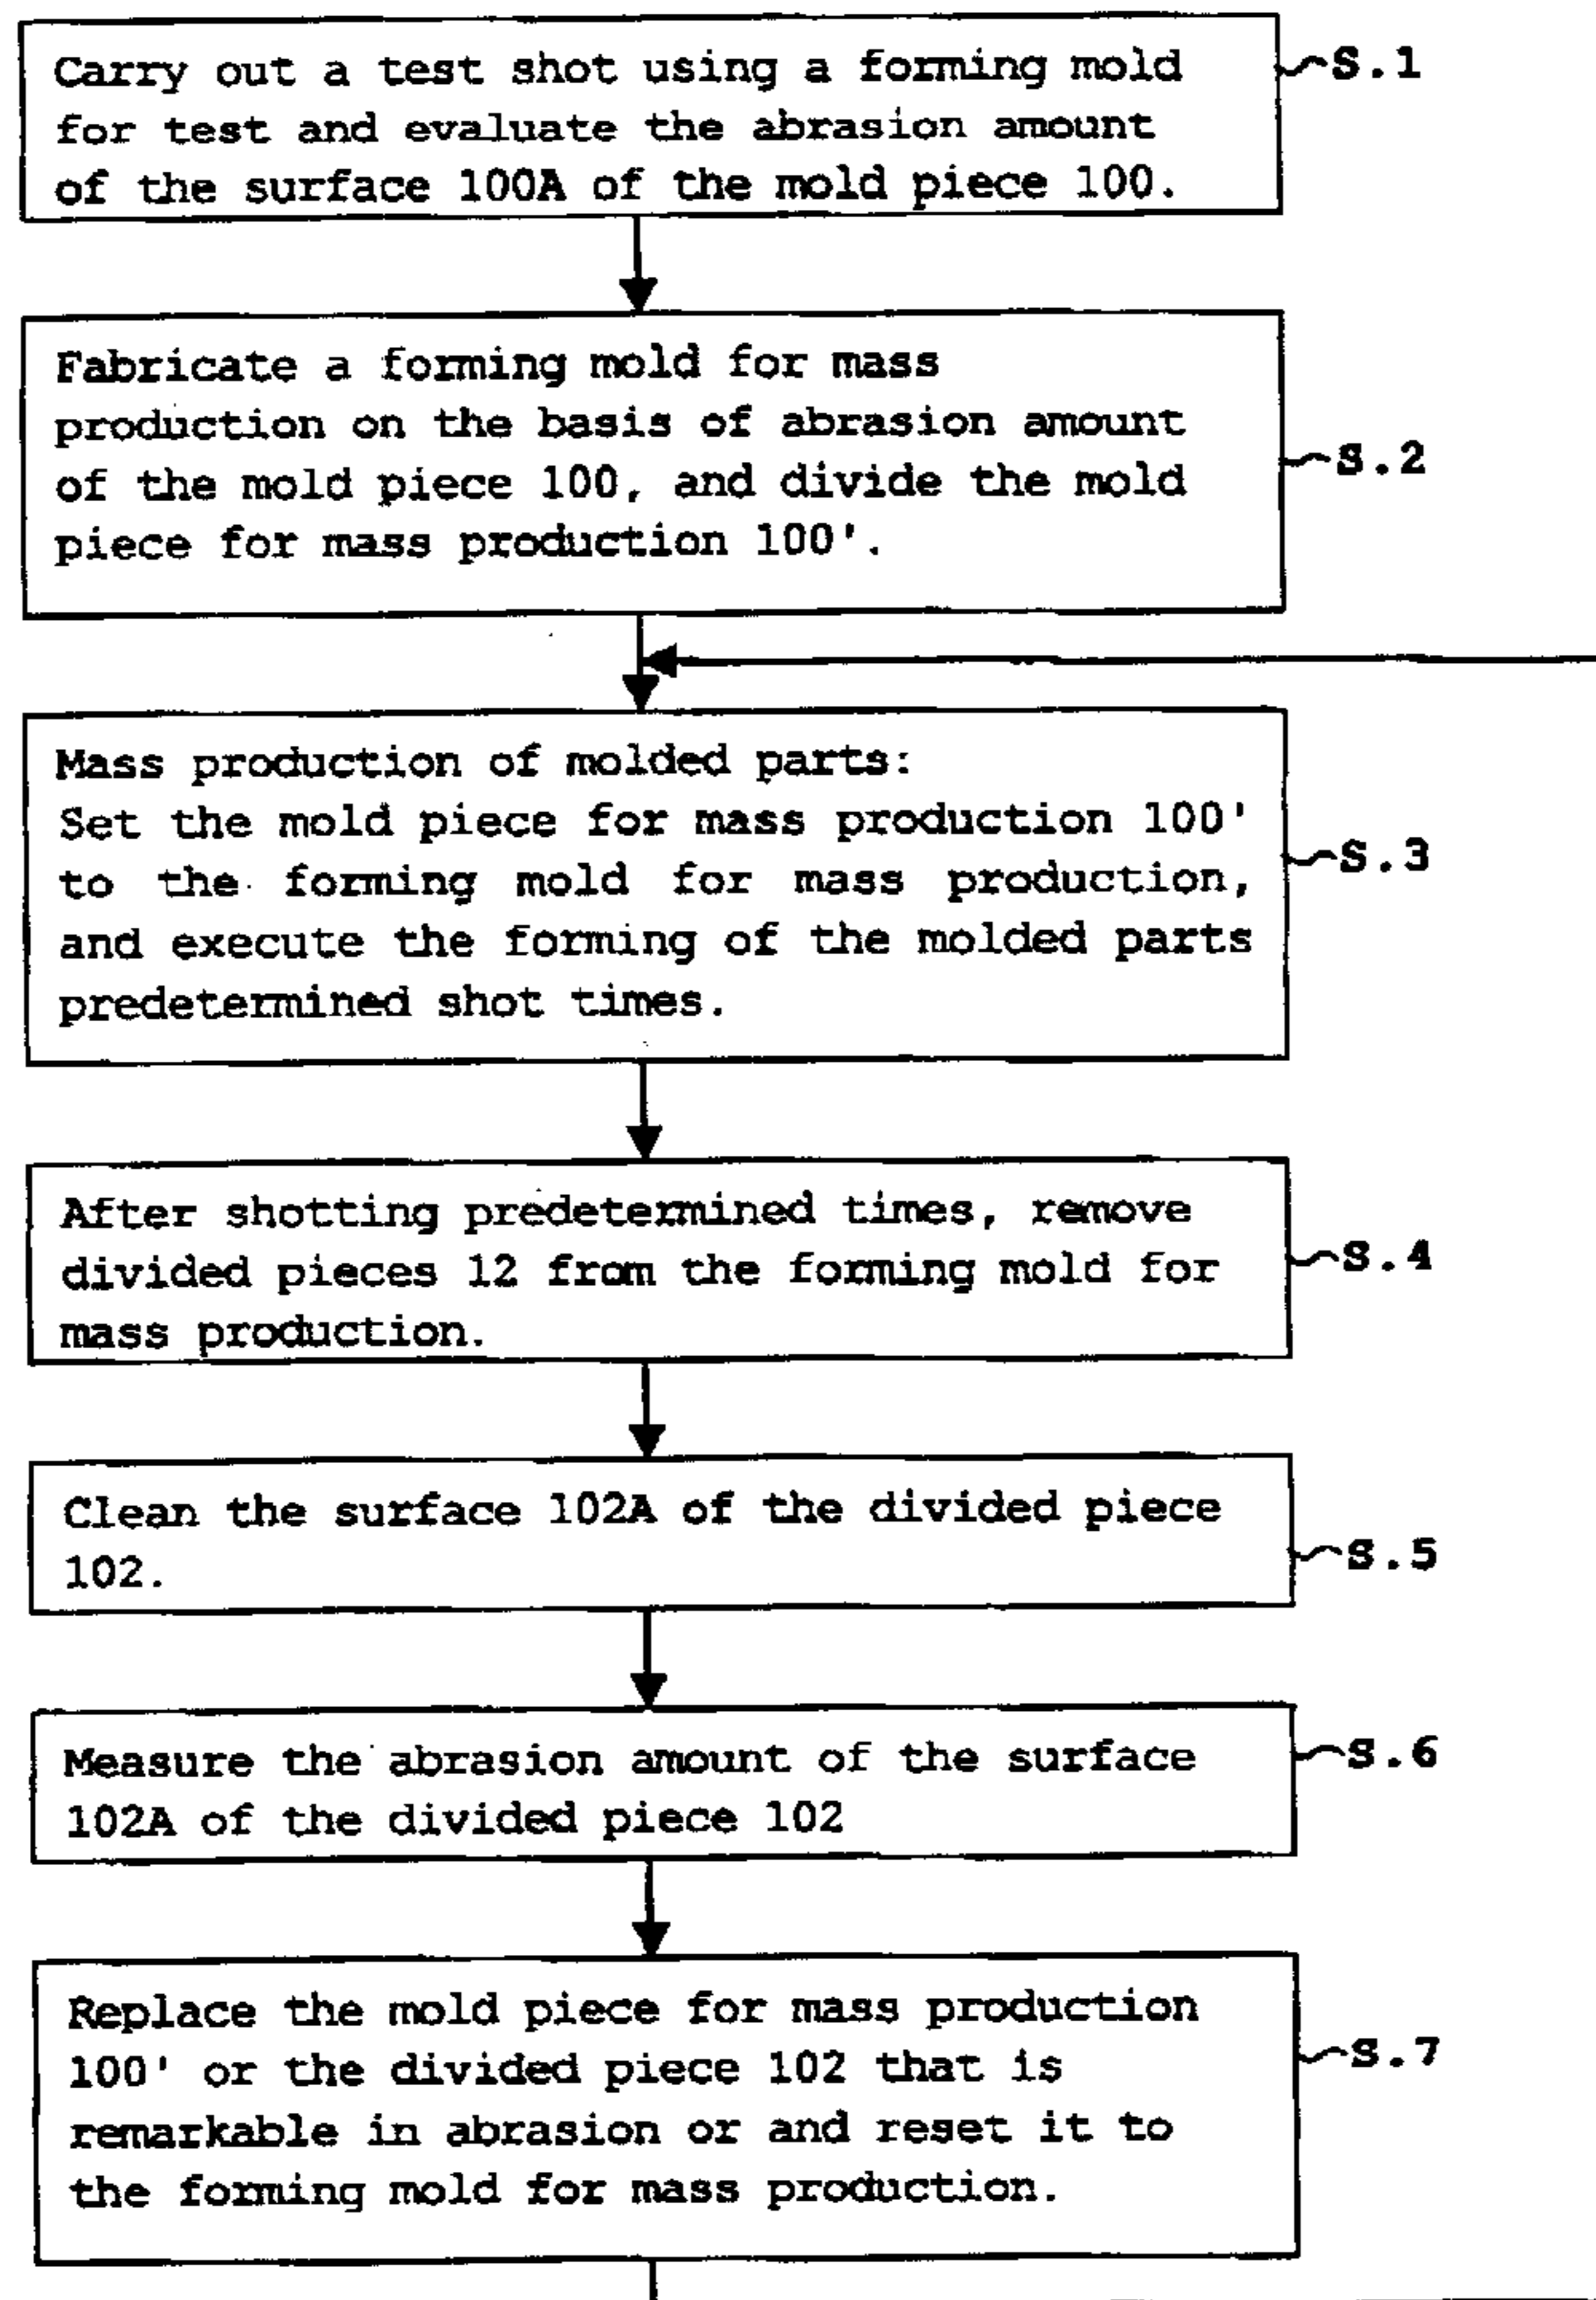 Carry out a test shot using a forming mold
for test and evaluate the abrasion amount
of the surface 100A of the mold piece 100.
S.1
Fabricate a forming mold for mass
production on the basis of abrasion amount
of the mold piece 100, and divide the mold
piece for mass production 100'.
S.2
Mass production of molded parts:
Set the mold piece for mass production 100'
to the forming mold for mass production,
and execute the forming of the molded parts
predetermined shot times.
S.3
After shotting predetermined times, remove
divided pieces 12 from the forming mold for
mass production.
S.4
Clean the surface 102A of the divided piece
102.
S.5
Measure the abrasion amount of the surface
102A of the divided piece 102
S.6
Replace the mold piece for mass production
100' or the divided piece 102 that is
remarkable in abrasion or and reset it to
the forming mold for mass production.
S.7